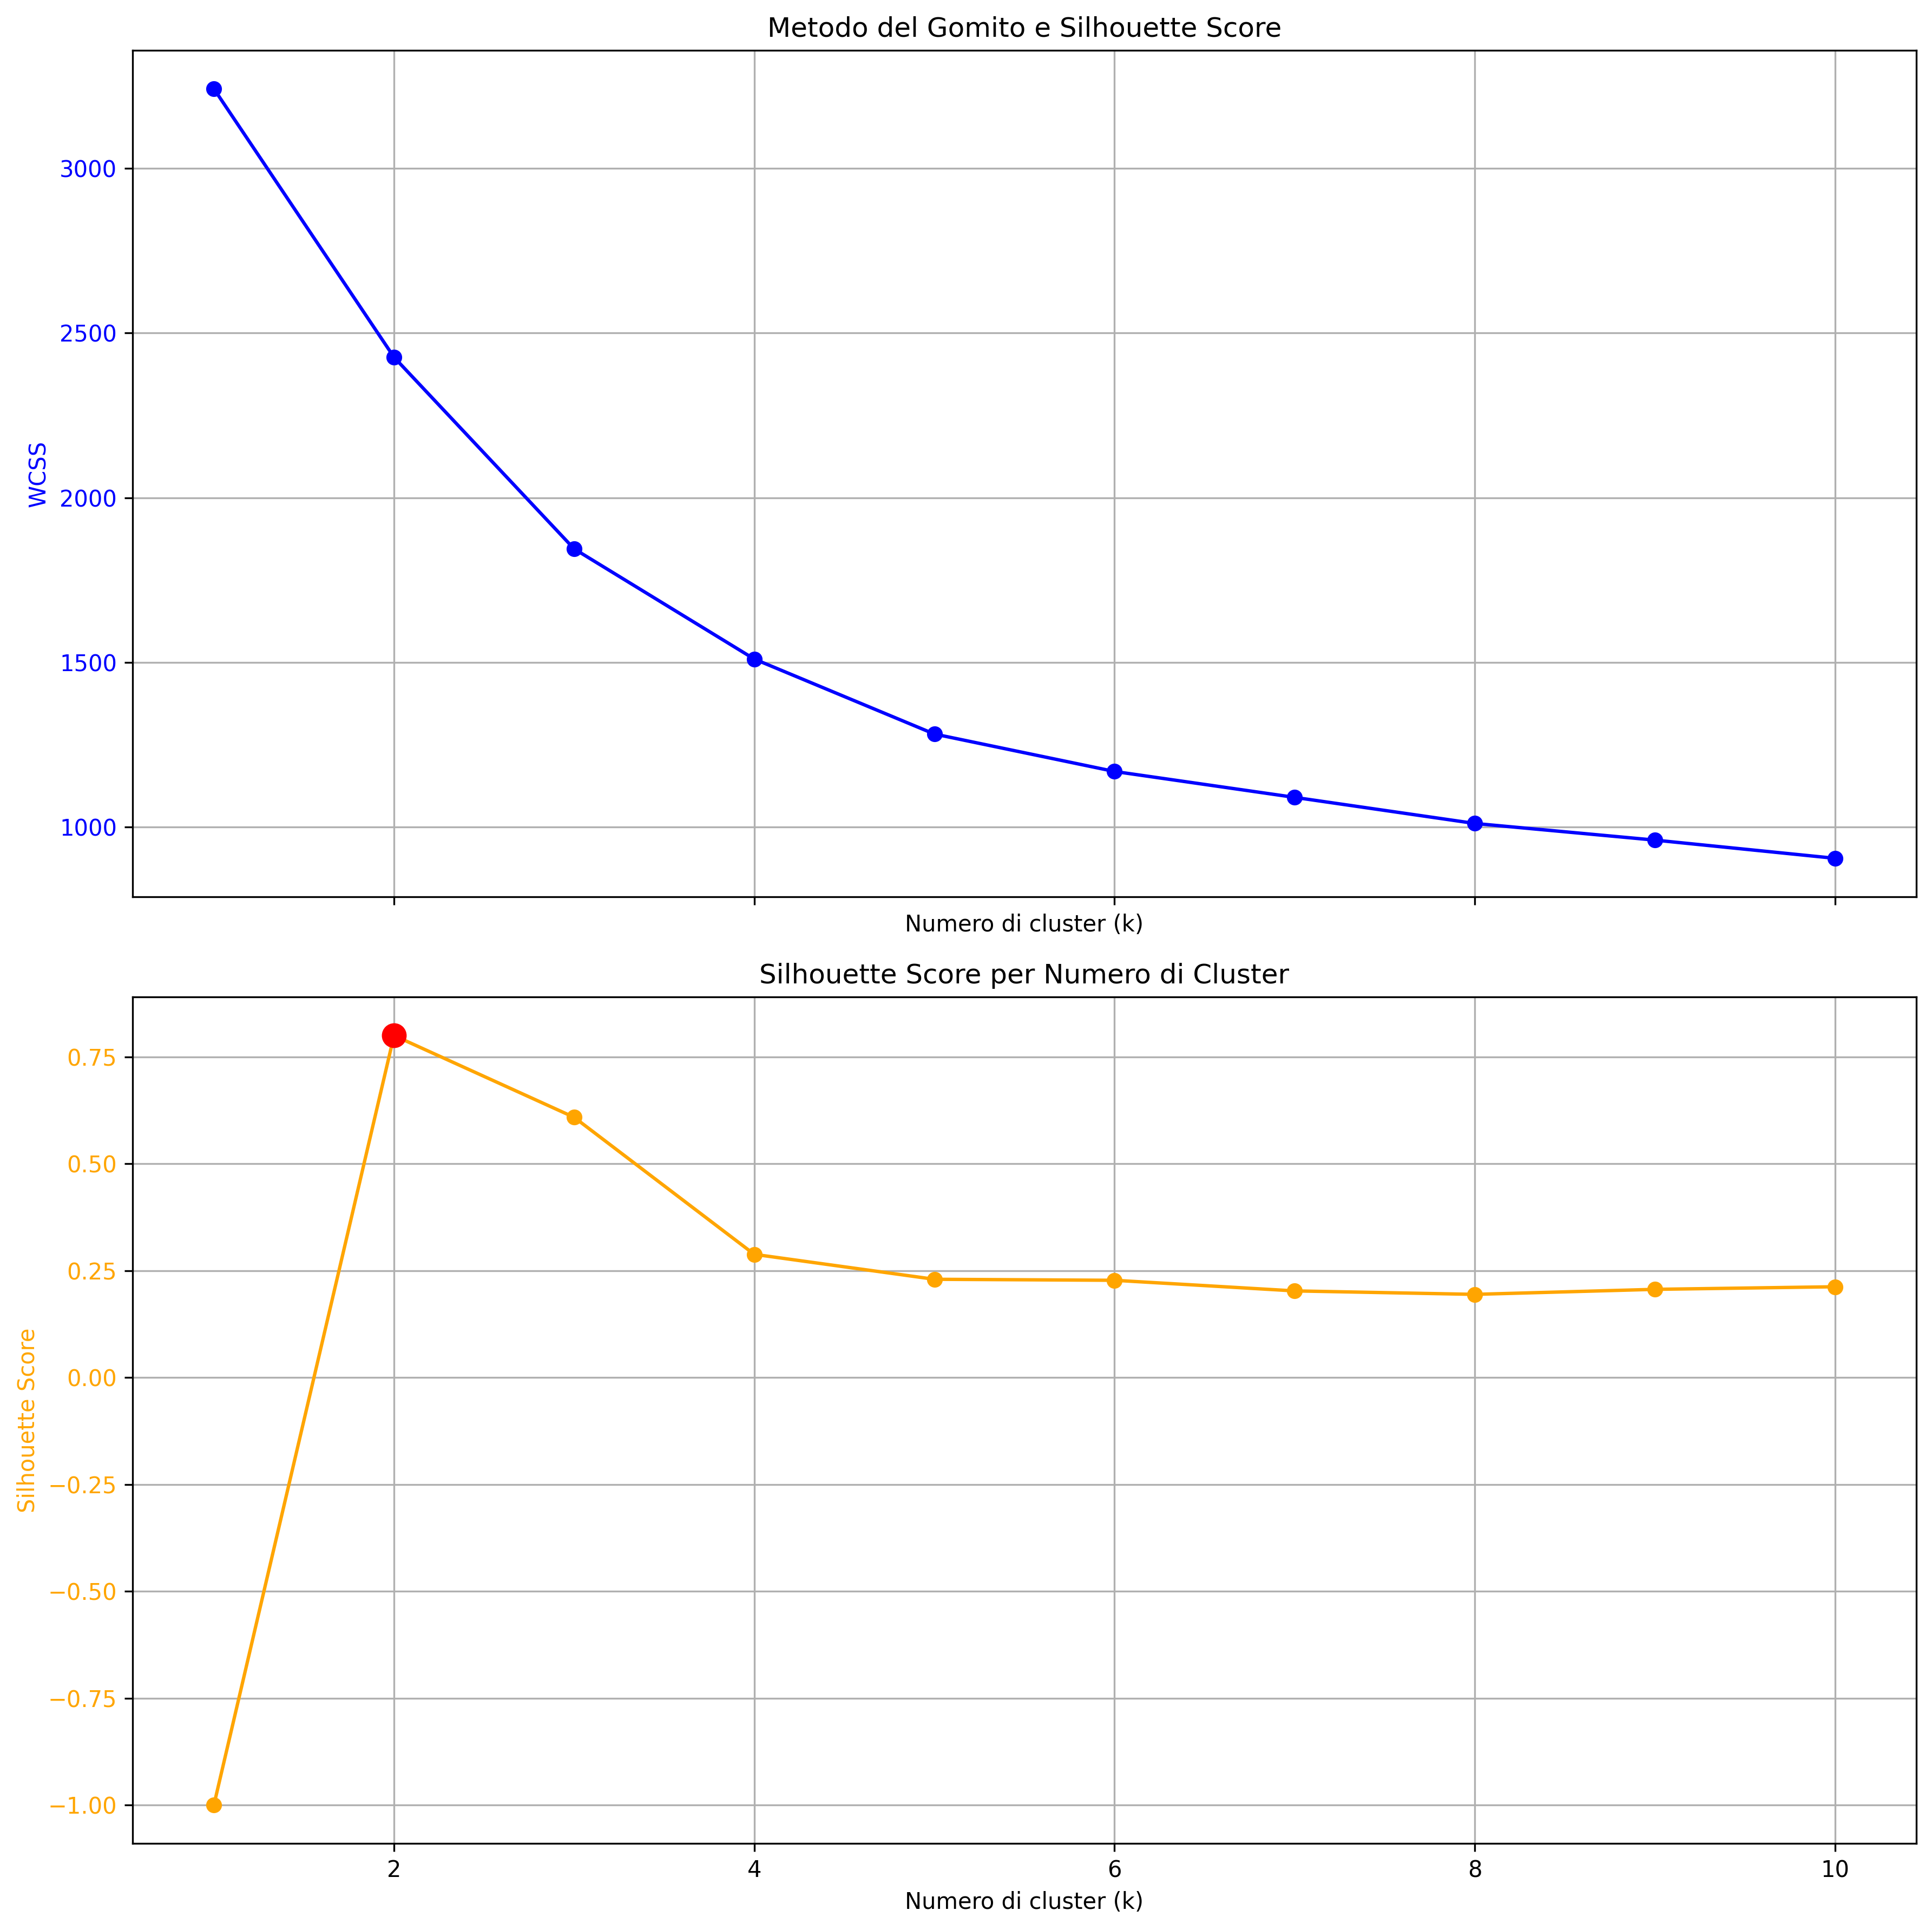 Metodo del Gomito e Silhouette Score
3000
2500
2000
1500
1000
WCSS
Numero di cluster (k)
Silhouette Score per Numero di Cluster
0.75
0.50
0.25
0.00
−0.25
−0.50
−0.75
−1.00
Silhouette Score
2 4 6 8 10
Numero di cluster (k)